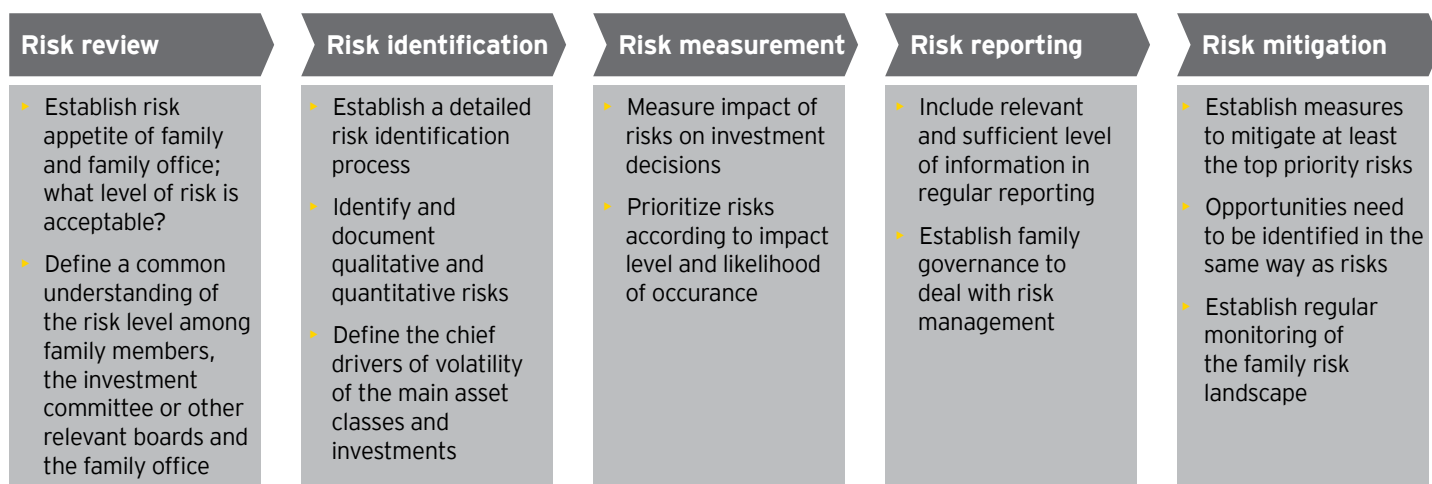 Risk review
Establish risk
appetite of family
and family office;
what level of risk is
acceptable?
Define a common
understanding of
the risk level among
family members,
the investment
committee or other
relevant boards and
the family office
Risk identification
Establish a detailed
risk identification
process
Identify and
document
qualitative and
quantitative risks
Define the chief
drivers of volatility
of the main asset
classes and
investments
Risk measurement
Measure impact of
risks on investment
decisions
Prioritize risks
according to impact
level and likelihood
of occurance
Risk reporting
Include relevant
and sufficient level
of information in
regular reporting
Establish family
governance to
deal with risk
management
Risk mitigation
Establish measures
to mitigate at least
the top priority risks
Opportunities need
to be identified in the
same way as risks
Establish regular
monitoring of
the family risk
landscape